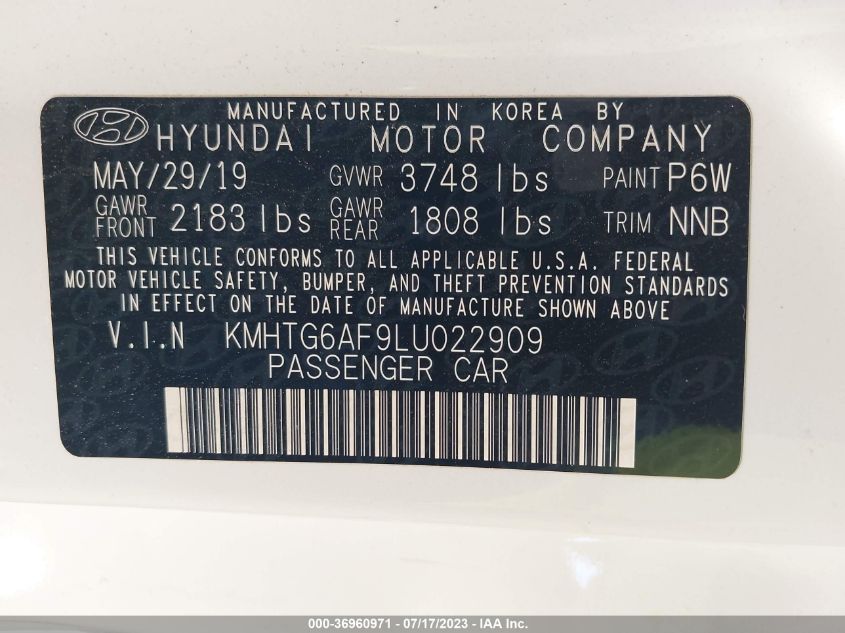 MANUFACTURED IN KOREA BY
HYUNDAI MOTOR COMPANY
MAY/29/19 GVWR 3748 lbs PAINT P6W
GAWR FRONT 2183 lbs GAWR REAR 1808 lbs TRIM NNB
THIS VEHICLE CONFORMS TO ALL APPLICABLE U.S.A. FEDERAL
MOTOR VEHICLE SAFETY, BUMPER, AND THEFT PREVENTION STANDARDS
IN EFFECT ON THE DATE OF MANUFACTURE SHOWN ABOVE
V.I.N KMHTG6AF9LU022909
PASSENGER CAR
000-36960971 - 07/17/2023 - IAA Inc.